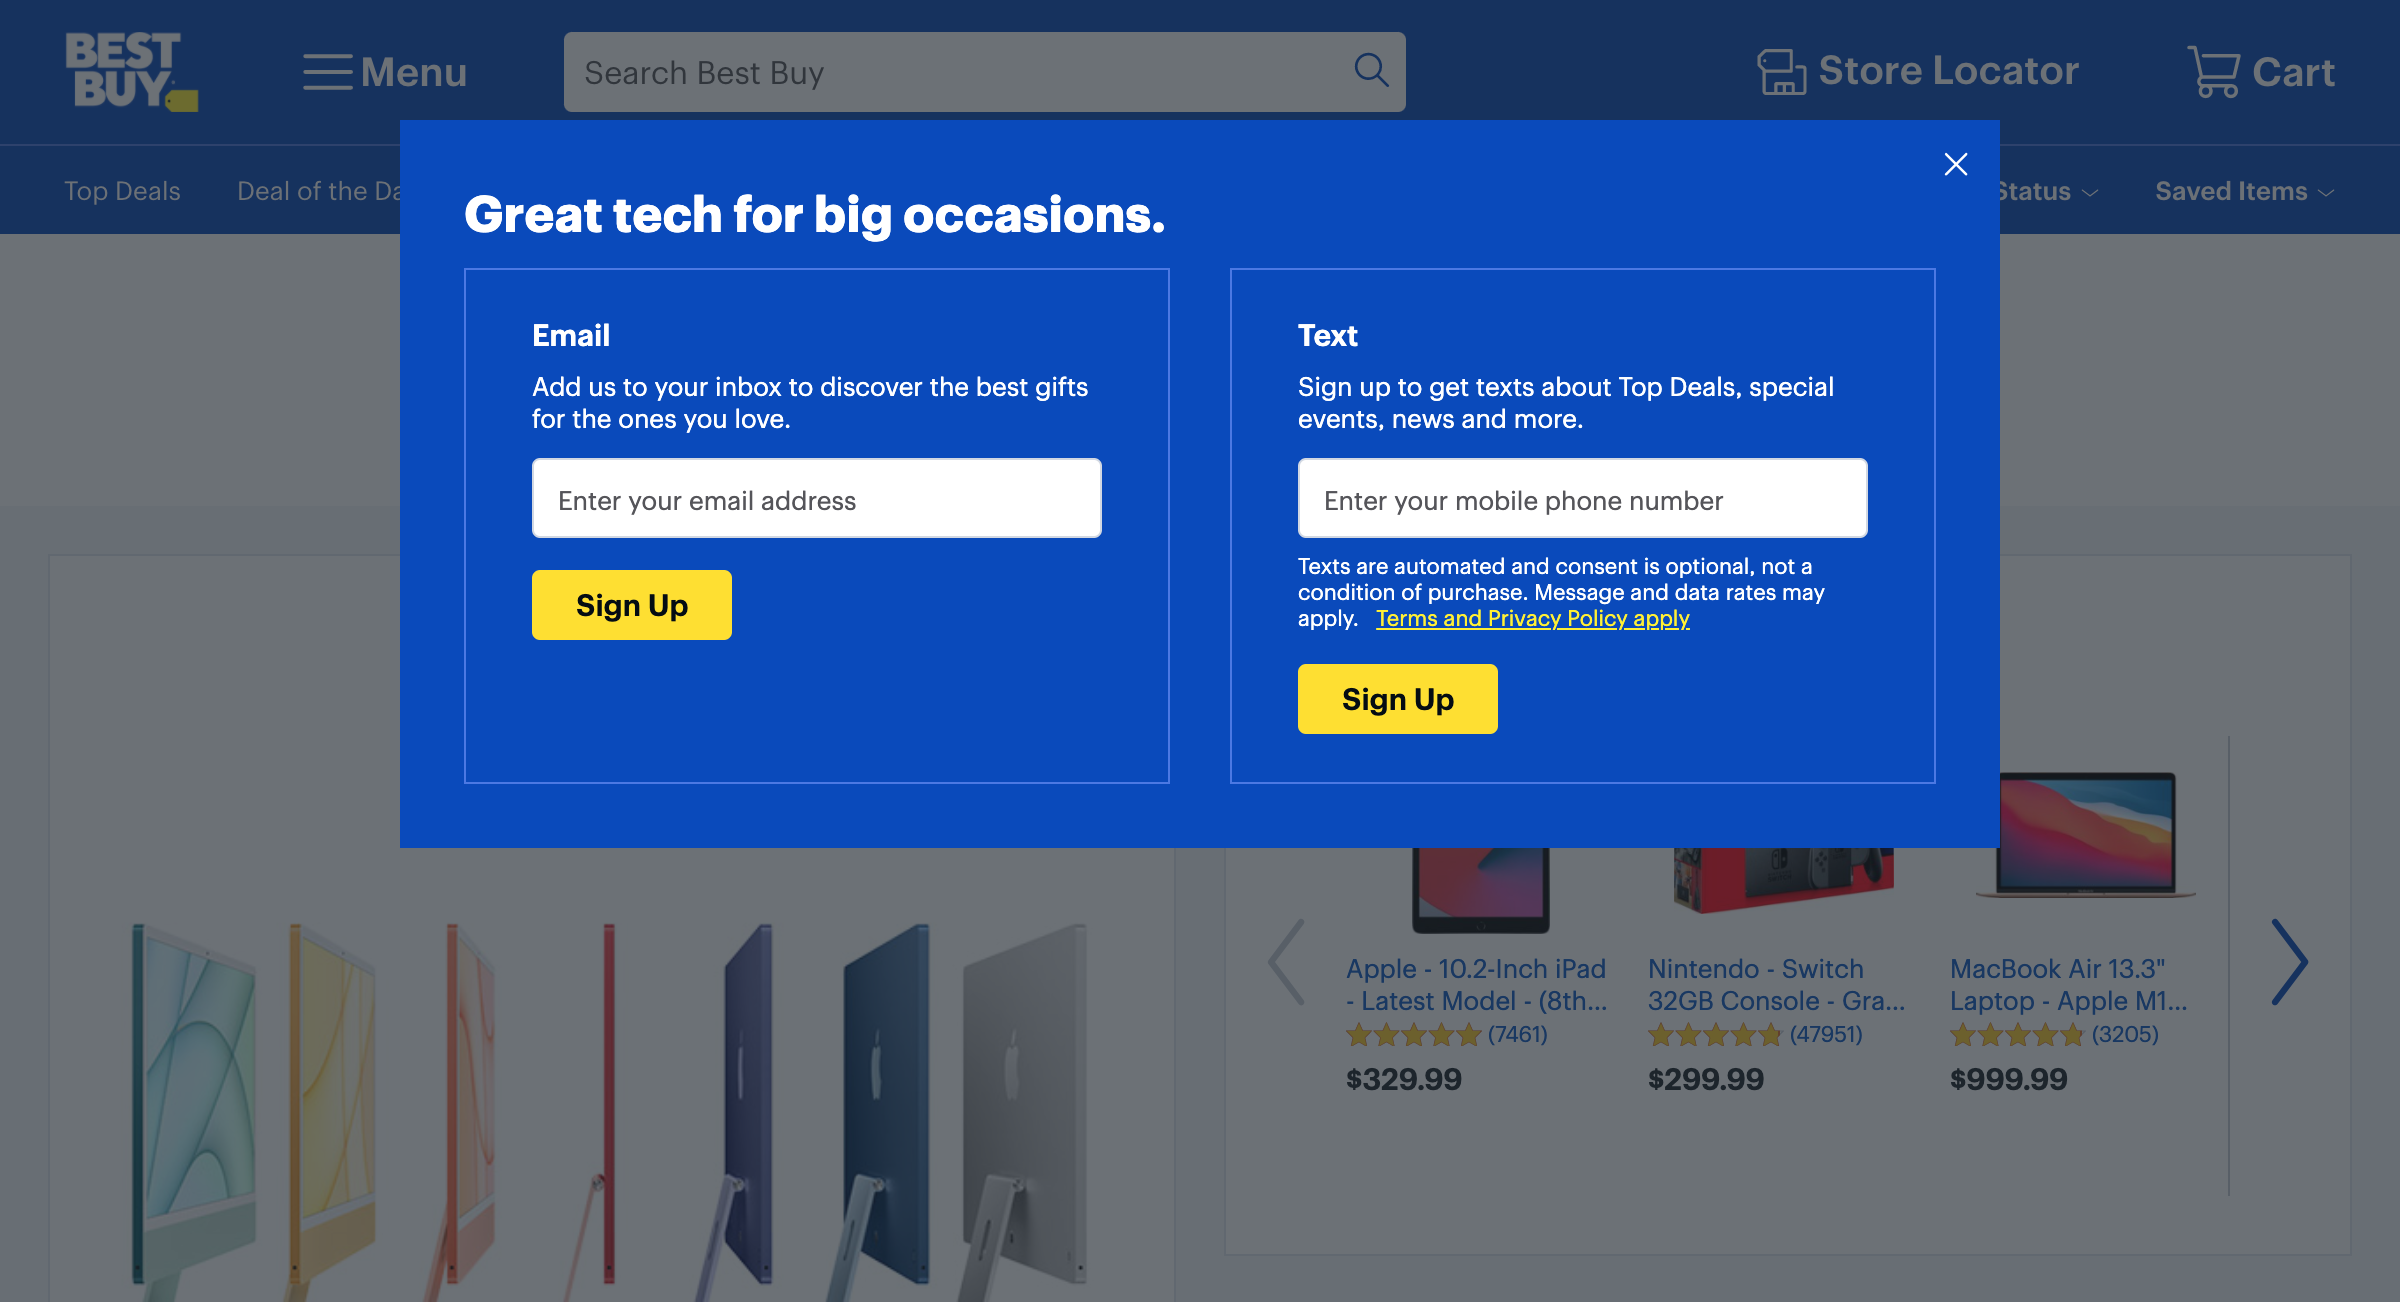 BEST
BUY
Menu
Search Best Buy
Store Locator
Cart
Top Deals
Deal of the Da
Status
Saved Items
Great tech for big occasions.
Email
Add us to your inbox to discover the best gifts
for the ones you love.
Enter your email address
Sign Up
Text
Sign up to get texts about Top Deals, special
events, news and more.
Enter your mobile phone number
Texts are automated and consent is optional, not a
condition of purchase. Message and data rates may
apply. Terms and Privacy Policy apply
Sign Up
Apple - 10.2-Inch iPad
- Latest Model - (8th...
(7461)
$329.99
Nintendo - Switch
32GB Console - Gra...
(47951)
$299.99
MacBook Air 13.3"
Laptop - Apple M1...
(3205)
$999.99